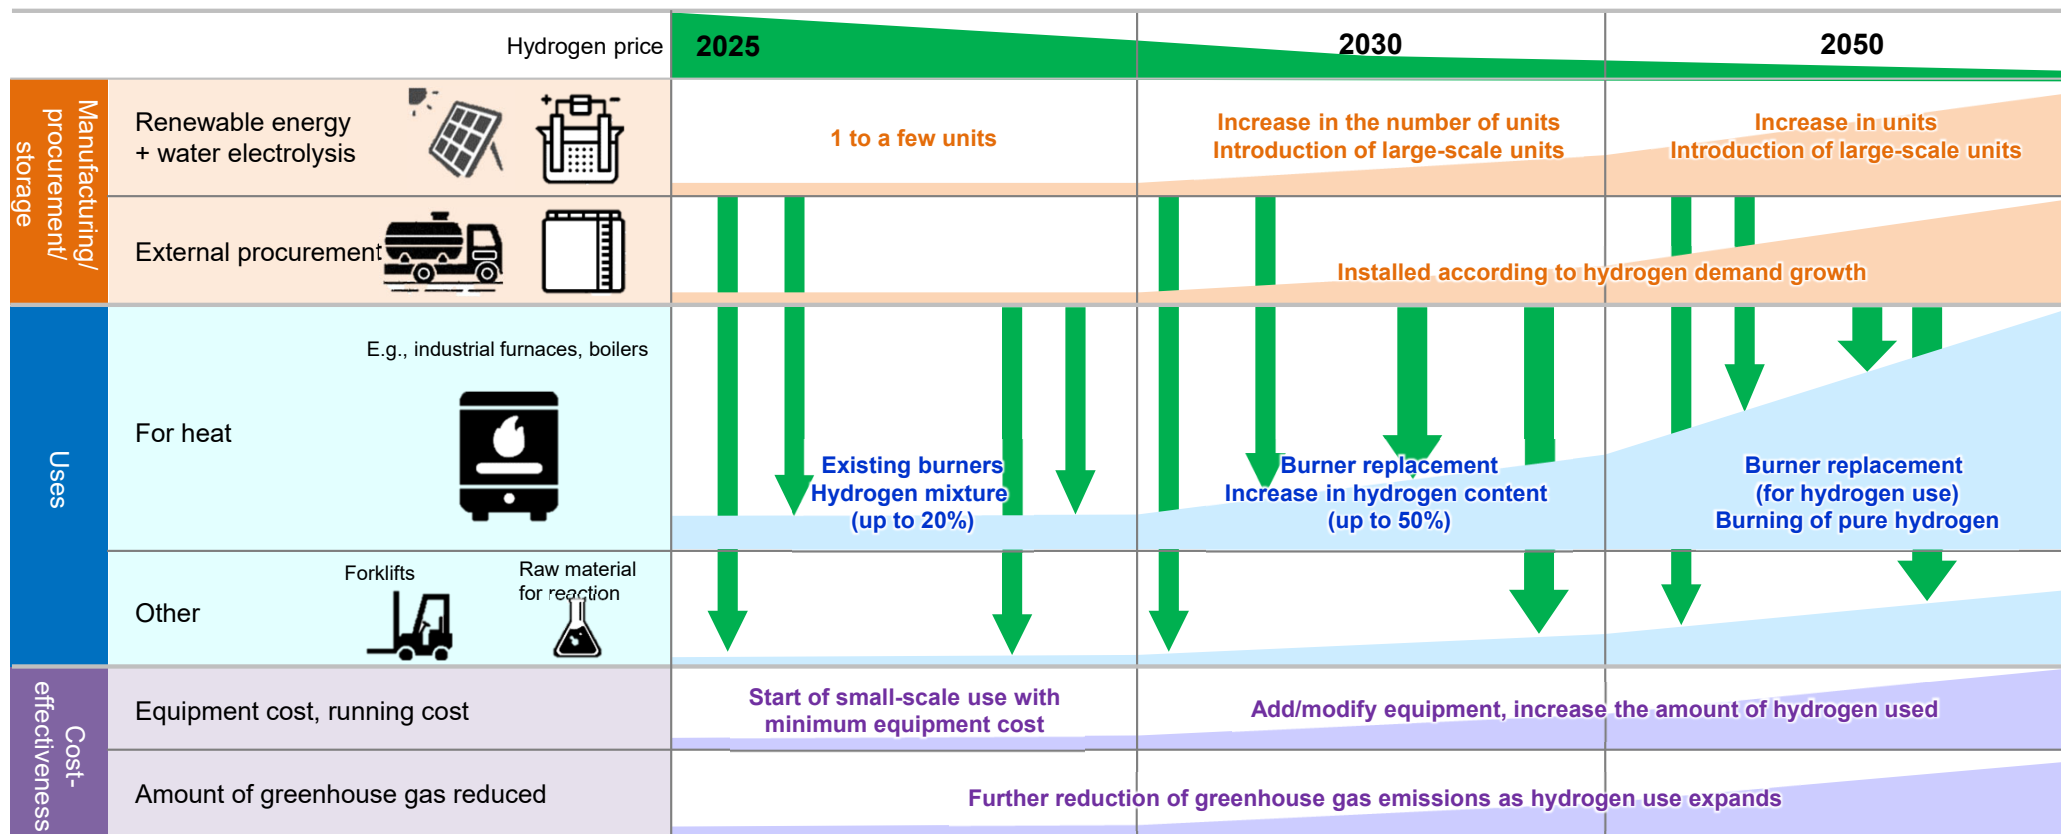 Hydrogen price
2025
2030
2050
Manufacturing/
procurement/
storage
Renewable energy
+ water electrolysis
1 to a few units
Increase in the number of units
Introduction of large-scale units
Increase in units
Introduction of large-scale units
External procurement
Installed according to hydrogen demand growth
Uses
E.g., industrial furnaces, boilers
For heat
Existing burners
Hydrogen mixture
(up to 20%)
Burner replacement
Increase in hydrogen content
(up to 50%)
Burner replacement
(for hydrogen use)
Burning of pure hydrogen
Forklifts
Raw material
for reaction
Other
Cost-
effectiveness
Equipment cost, running cost
Start of small-scale use with
minimum equipment cost
Add/modify equipment, increase the amount of hydrogen used
Amount of greenhouse gas reduced
Further reduction of greenhouse gas emissions as hydrogen use expands